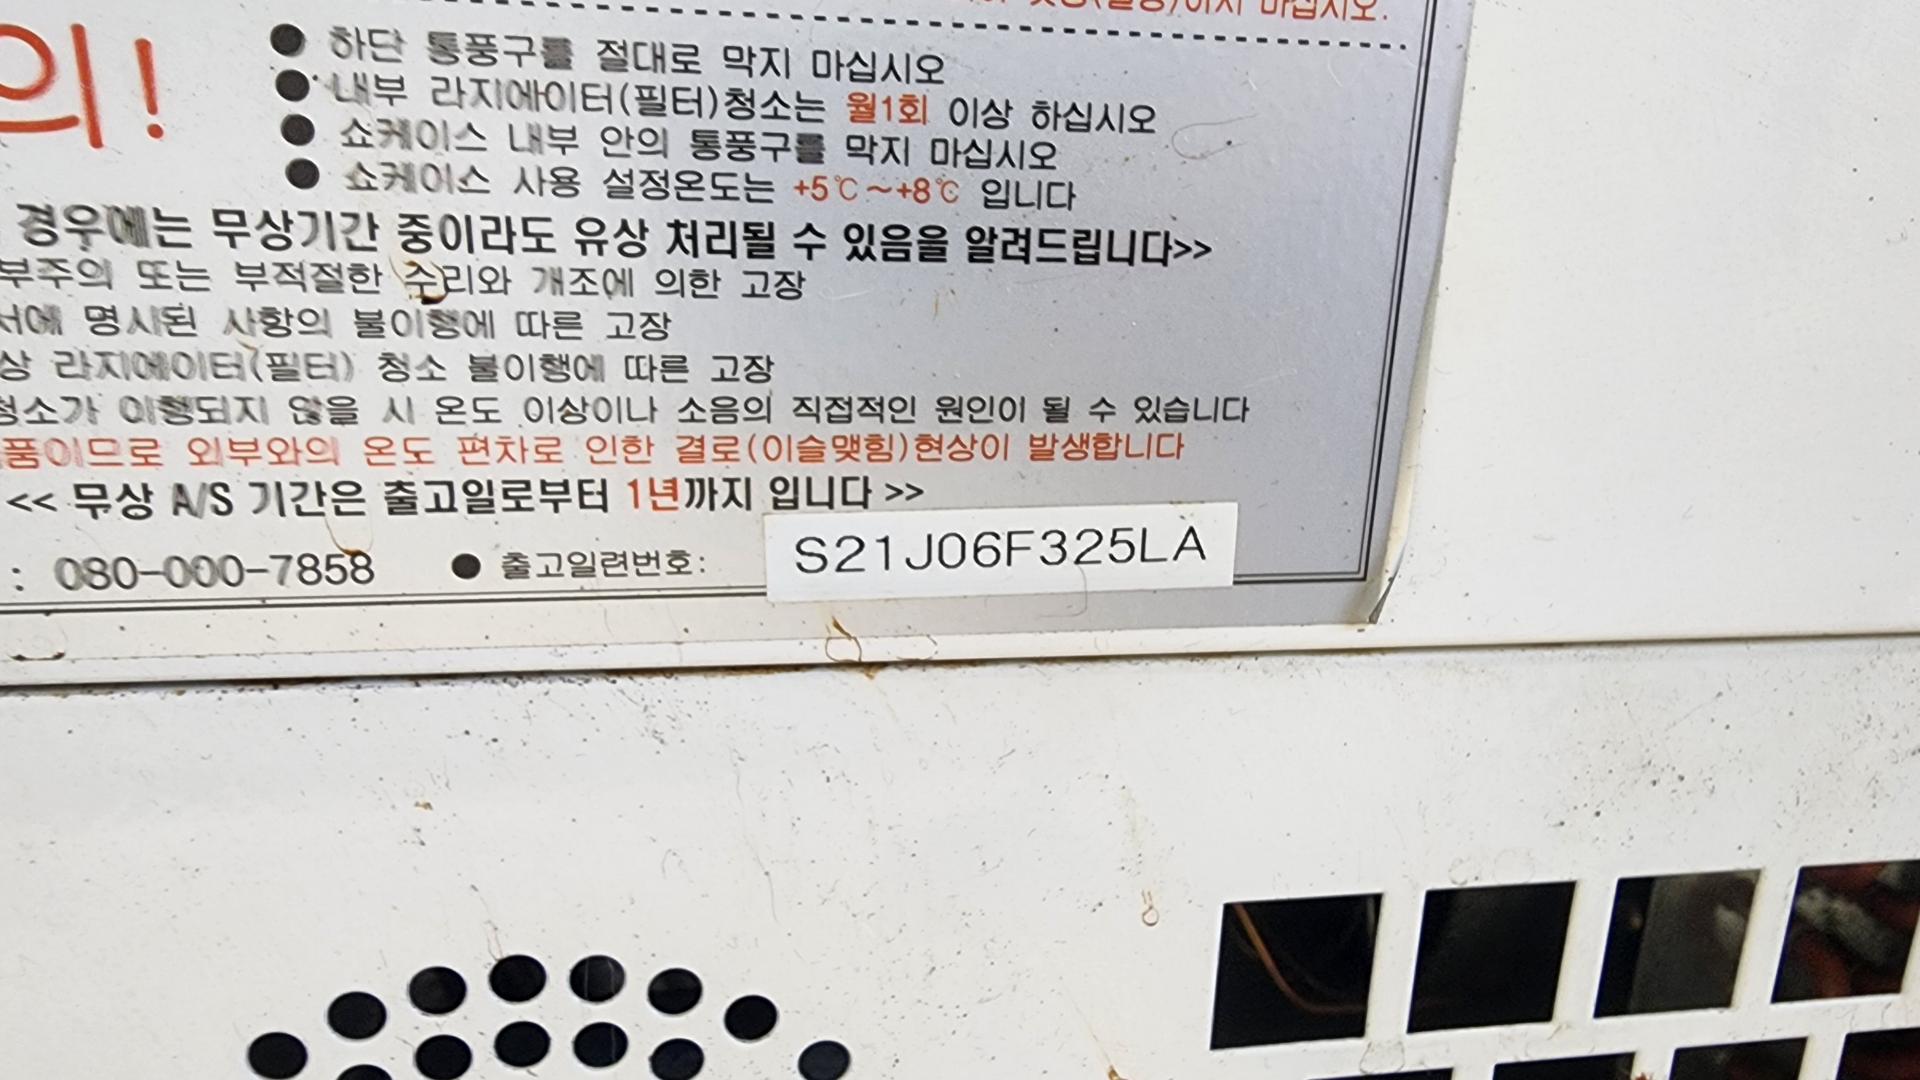 마십시오.
의!
● 하단 통풍구를 절대로 막지 마십시오
● 내부 라지에이터(필터)청소는 월1회 이상 하십시오
● 쇼케이스 내부 안의 통풍구를 막지 마십시오
● 쇼케이스 사용 설정온도는 +5℃~+8℃ 입니다
경우에는 무상기간 중이라도 유상 처리될 수 있음을 알려드립니다>>
부주의 또는 부적절한 수리와 개조에 의한 고장
서에 명시된 사항의 불이행에 따른 고장
상 라지에이터(필터) 청소 불이행에 따른 고장
청소가 이행되지 않을 시 온도 이상이나 소음의 직접적인 원인이 될 수 있습니다
품이므로 외부와의 온도 편차로 인한 결로(이슬맺힘)현상이 발생합니다
<< 무상 A/S 기간은 출고일로부터 1년까지 입니다 >>
: 080-000-7858 ● 출고일련번호: S21J06F325LA